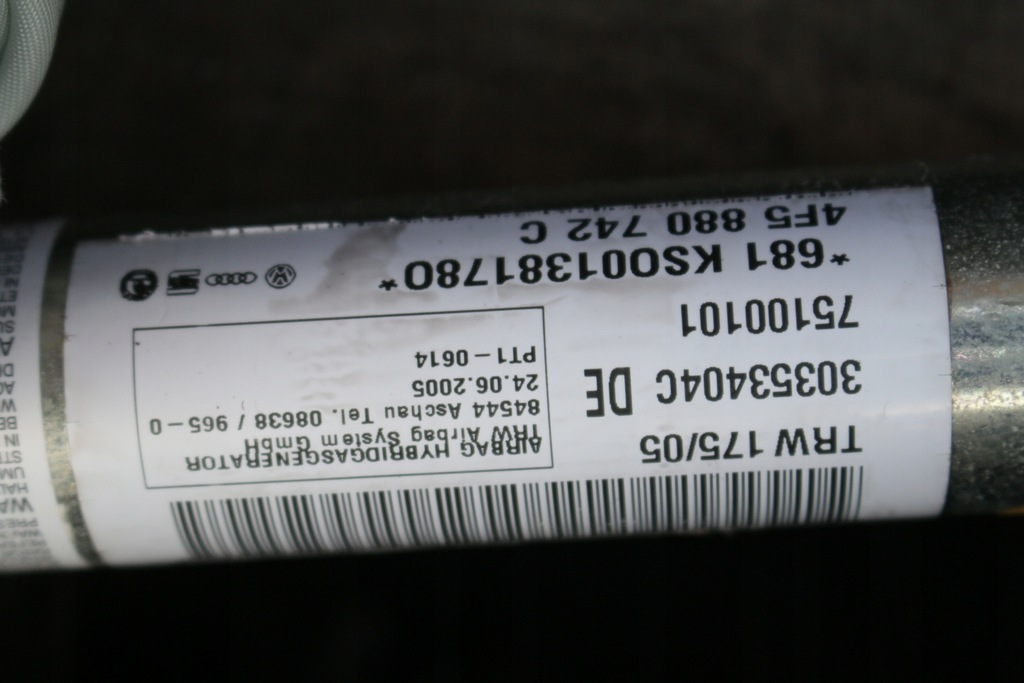 TRW 175/05
30353404C DE
75100101
*681 KS001381780*
4F5 880 742 C
AIRBAG HYBRIDGASGENERATOR
TRW Airbag System GmbH
84544 Aschau Tel. 08638 / 965-0
24.06.2005
PT1-0614